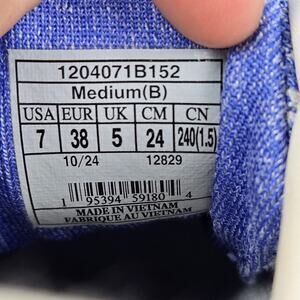 1204071B152
Medium(B)
USA EUR UK CM CN
7 38 5 24 240(1.5)
10/24 12829
1 95394 59180 4
MADE IN VIETNAM
FABRIQUE AU VIETNAM